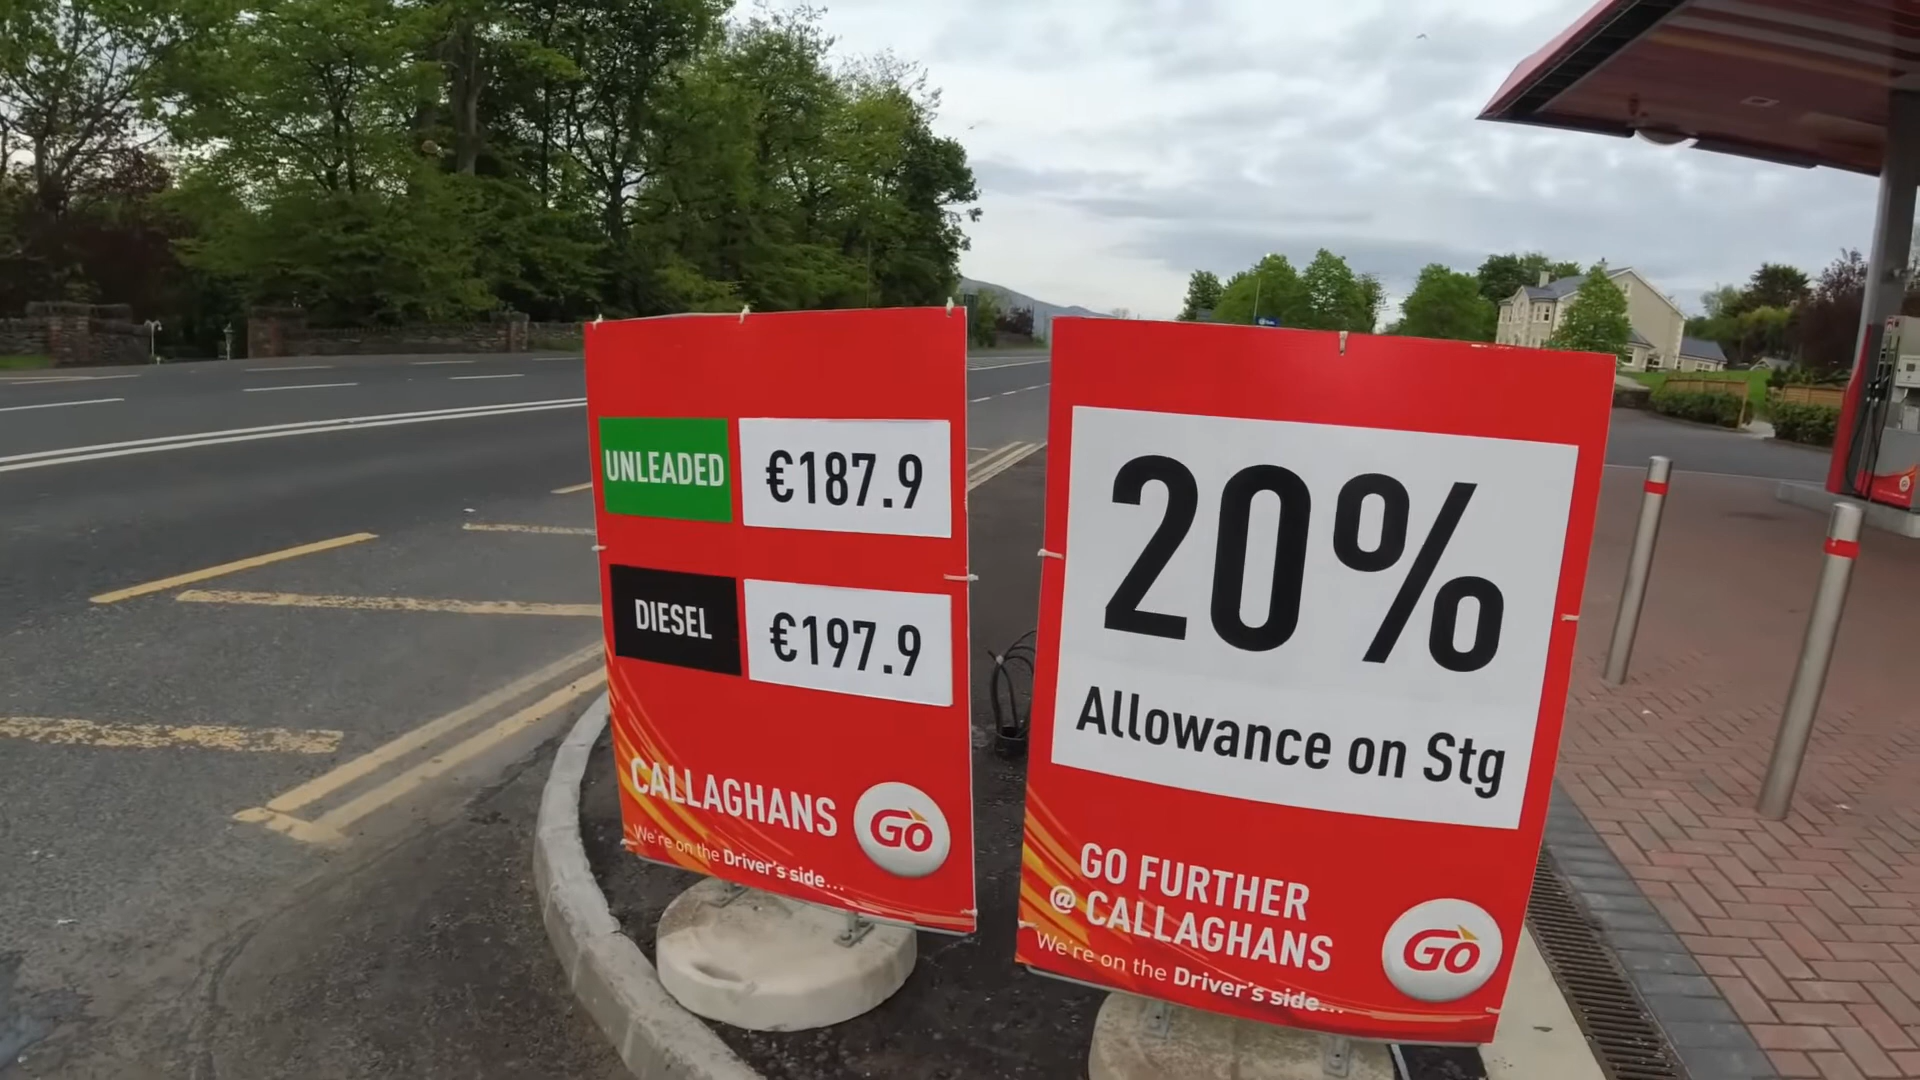 UNLEADED €187.9
DIESEL €197.9
CALLAGHANS
GO
We're on the Driver's side...
20%
Allowance on Stg
GO FURTHER
@ CALLAGHANS
GO
We're on the Driver's side...